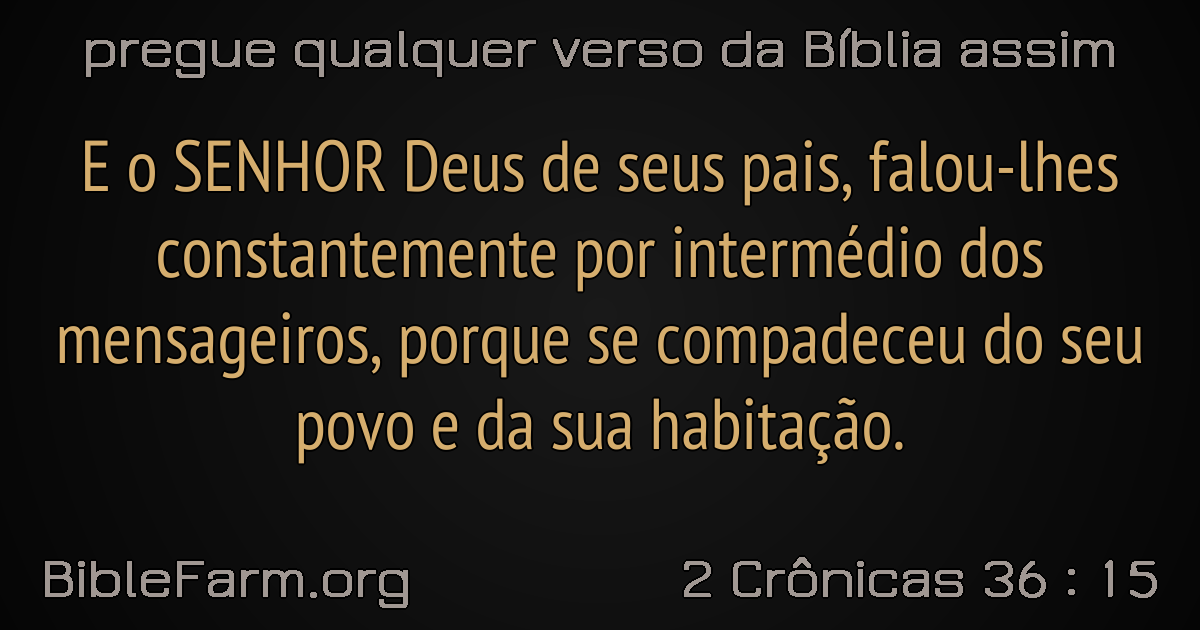 pregue qualquer verso da Bíblia assim
E o SENHOR Deus de seus pais, falou-lhes
constantemente por intermédio dos
mensageiros, porque se compadeceu do seu
povo e da sua habitação.
BibleFarm.org
2 Crônicas 36 : 15